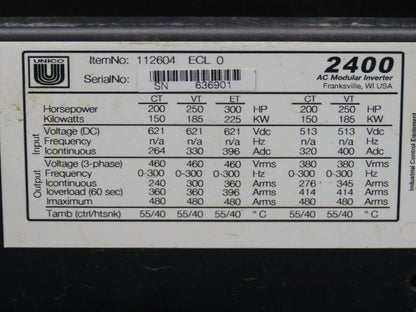 UNICO
U
ItemNo: 112604 ECL 0
SerialNo:
SN 636901
2400
AC Modular Inverter
Franksville, WI USA
CT VT ET CT VT
Horsepower 200 250 300 HP 200 250 HP
Kilowatts 150 185 225 KW 150 185 KW
Input
Voltage (DC) 621 621 621 Vdc 513 513 Vdc
Frequency n/a n/a n/a Hz n/a n/a Hz
Icontinuous 264 330 396 Adc 320 400 Adc
Output
Voltage (3-phase) 460 460 460 Vrms 380 380 Vrms
Frequency 0-300 0-300 0-300 Hz 0-300 0-300 Hz
Icontinuous 240 300 360 Arms 276 345 Arms
Ioverload (60 sec) 360 360 396 Arms 414 414 Arms
Imaximum 480 480 480 Arms 480 480 Arms
Tamb (ctrl/htsnk) 55/40 55/40 55/40 °C 55/40 55/40 °C
Industrial Control Equipment